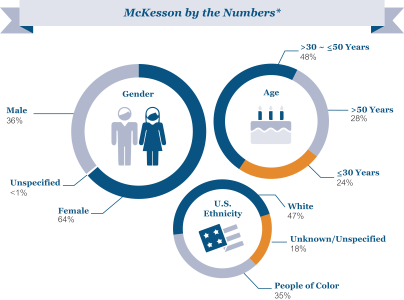 McKesson by the Numbers*
>30 – ≤50 Years
48%
Gender
Age
Male
36%
>50 Years
28%
≤30 Years
24%
Unspecified
<1%
Female
64%
U.S.
Ethnicity
White
47%
Unknown/Unspecified
18%
People of Color
35%